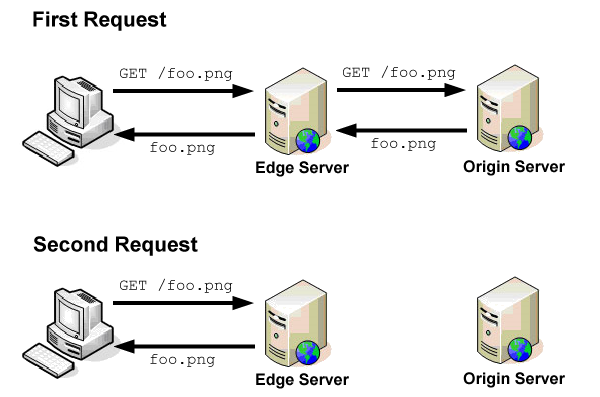 First Request
GET /foo.png
GET /foo.png
foo.png
foo.png
Edge Server
Origin Server
Second Request
GET /foo.png
foo.png
Edge Server
Origin Server